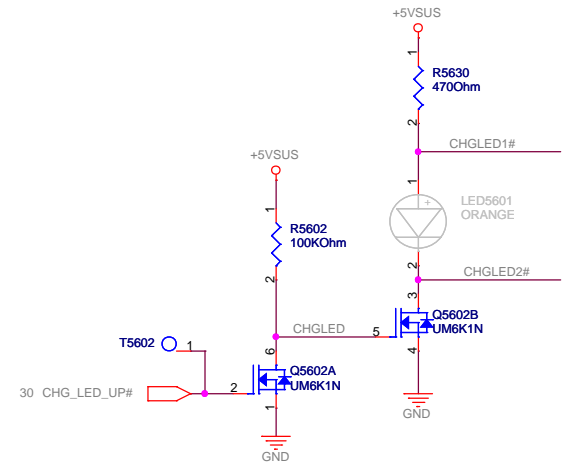 +5VSUS
1
R5630
470Ohm
2
CHGLED1#
+5VSUS
1
LED5601
ORANGE
+
1
R5602
100KOhm
2
2
CHGLED2#
3
Q5602B
UM6K1N
CHGLED
5
T5602
1
6
4
Q5602A
UM6K1N
30 CHG_LED_UP#
2
1
GND
GND